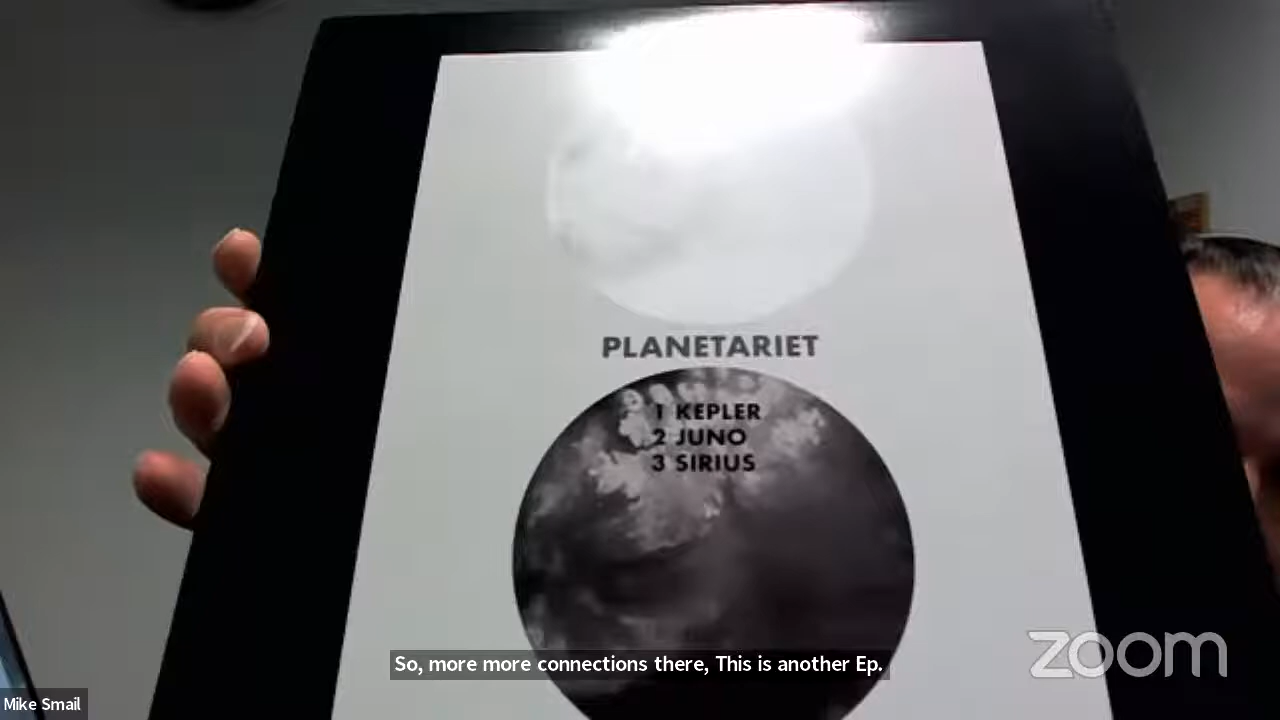 PLANETARIET
1 KEPLER
2 JUNO
3 SIRIUS
So, more more connections there, This is another Ep.
zoom
Mike Smail